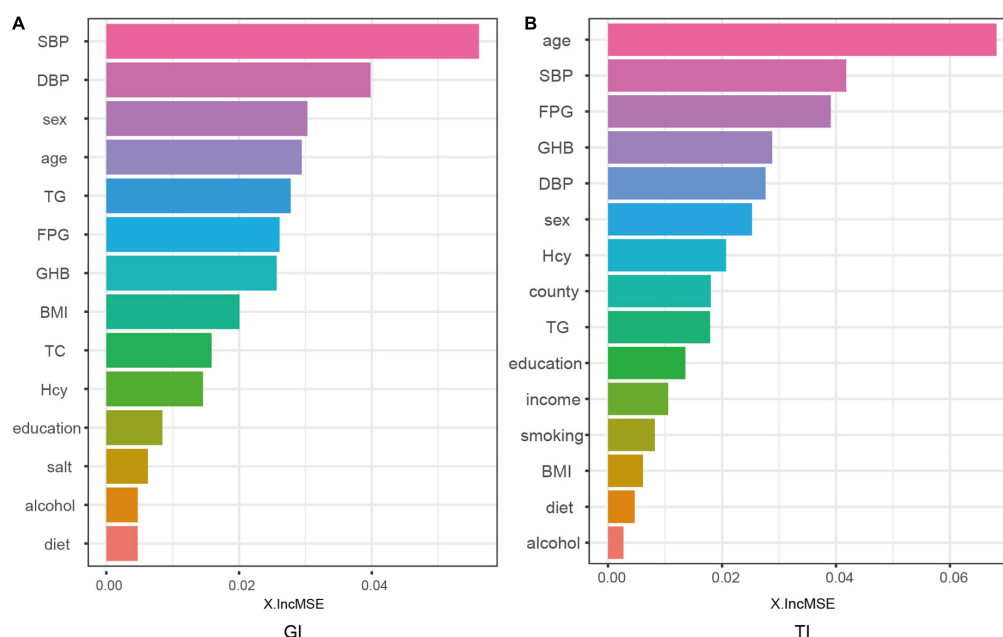 A
SBP
DBP
sex
age
TG
FPG
GHB
BMI
TC
Hcy
education
salt
alcohol
diet
0.00 0.02 0.04
X.IncMSE
GI
B
age
SBP
FPG
GHB
DBP
sex
Hcy
county
TG
education
income
smoking
BMI
diet
alcohol
0.00 0.02 0.04 0.06
X.IncMSE
TI